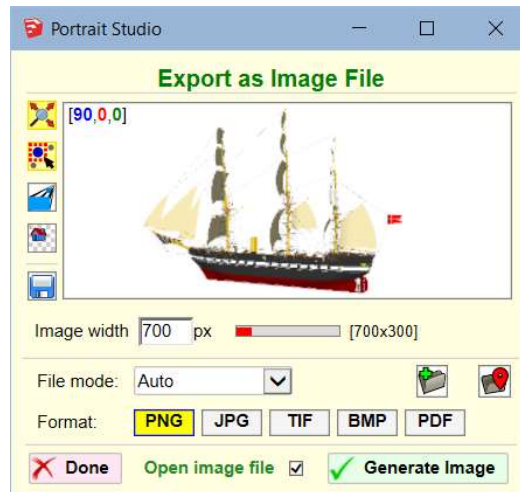 Portrait Studio
Export as Image File
[90,0,0]
Image width 700 px [700x300]
File mode: Auto
Format: PNG JPG TIF BMP PDF
Done Open image file Generate Image